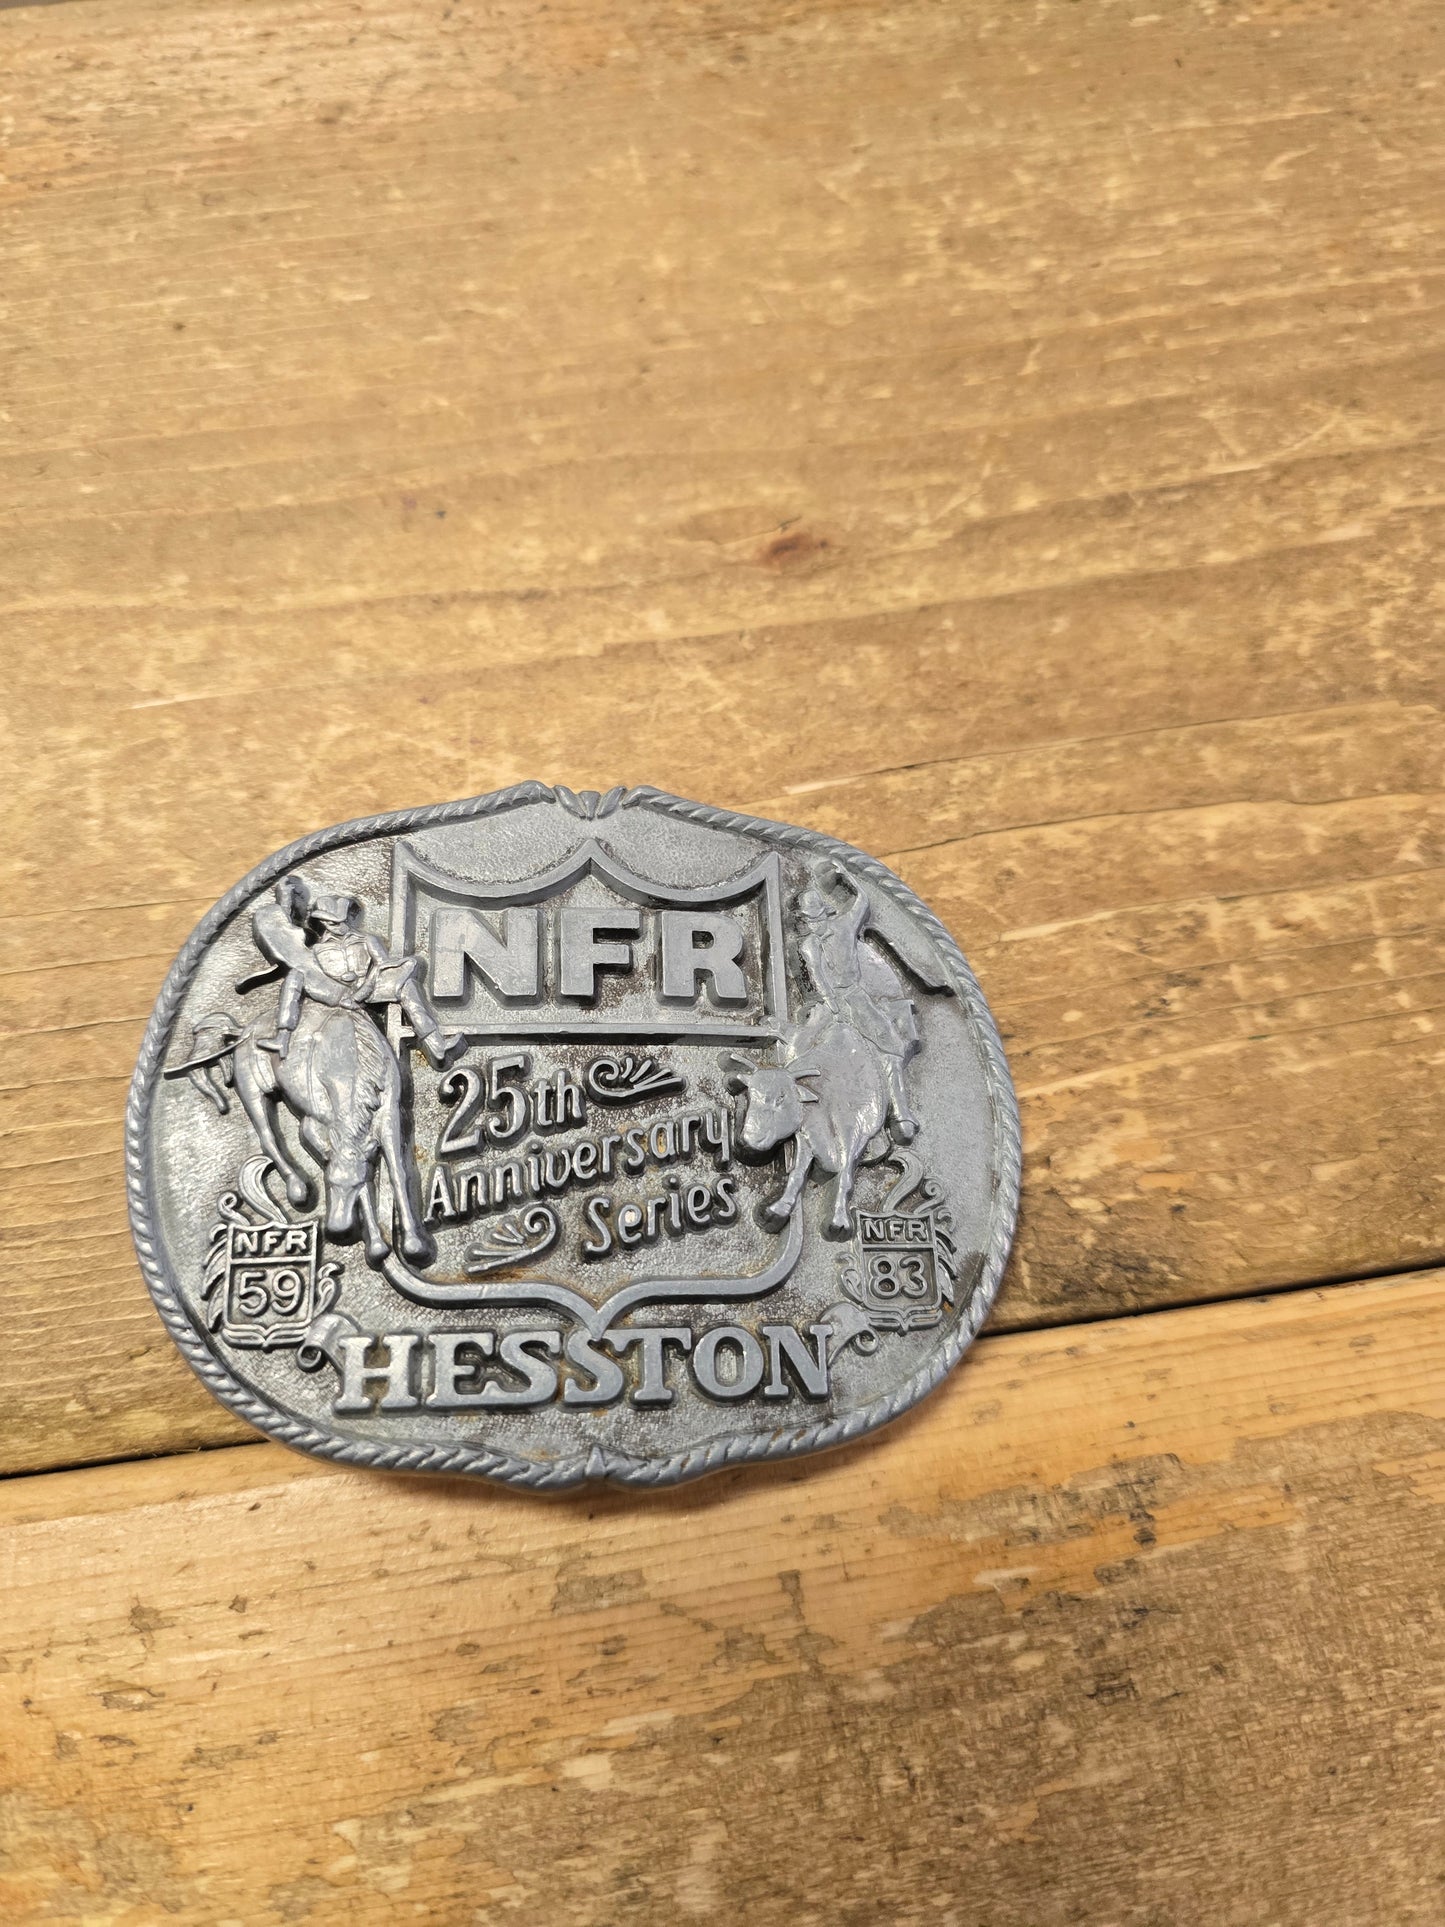 NFR
25th
Anniversary
Series
NFR
59
NFR
83
HESSTON